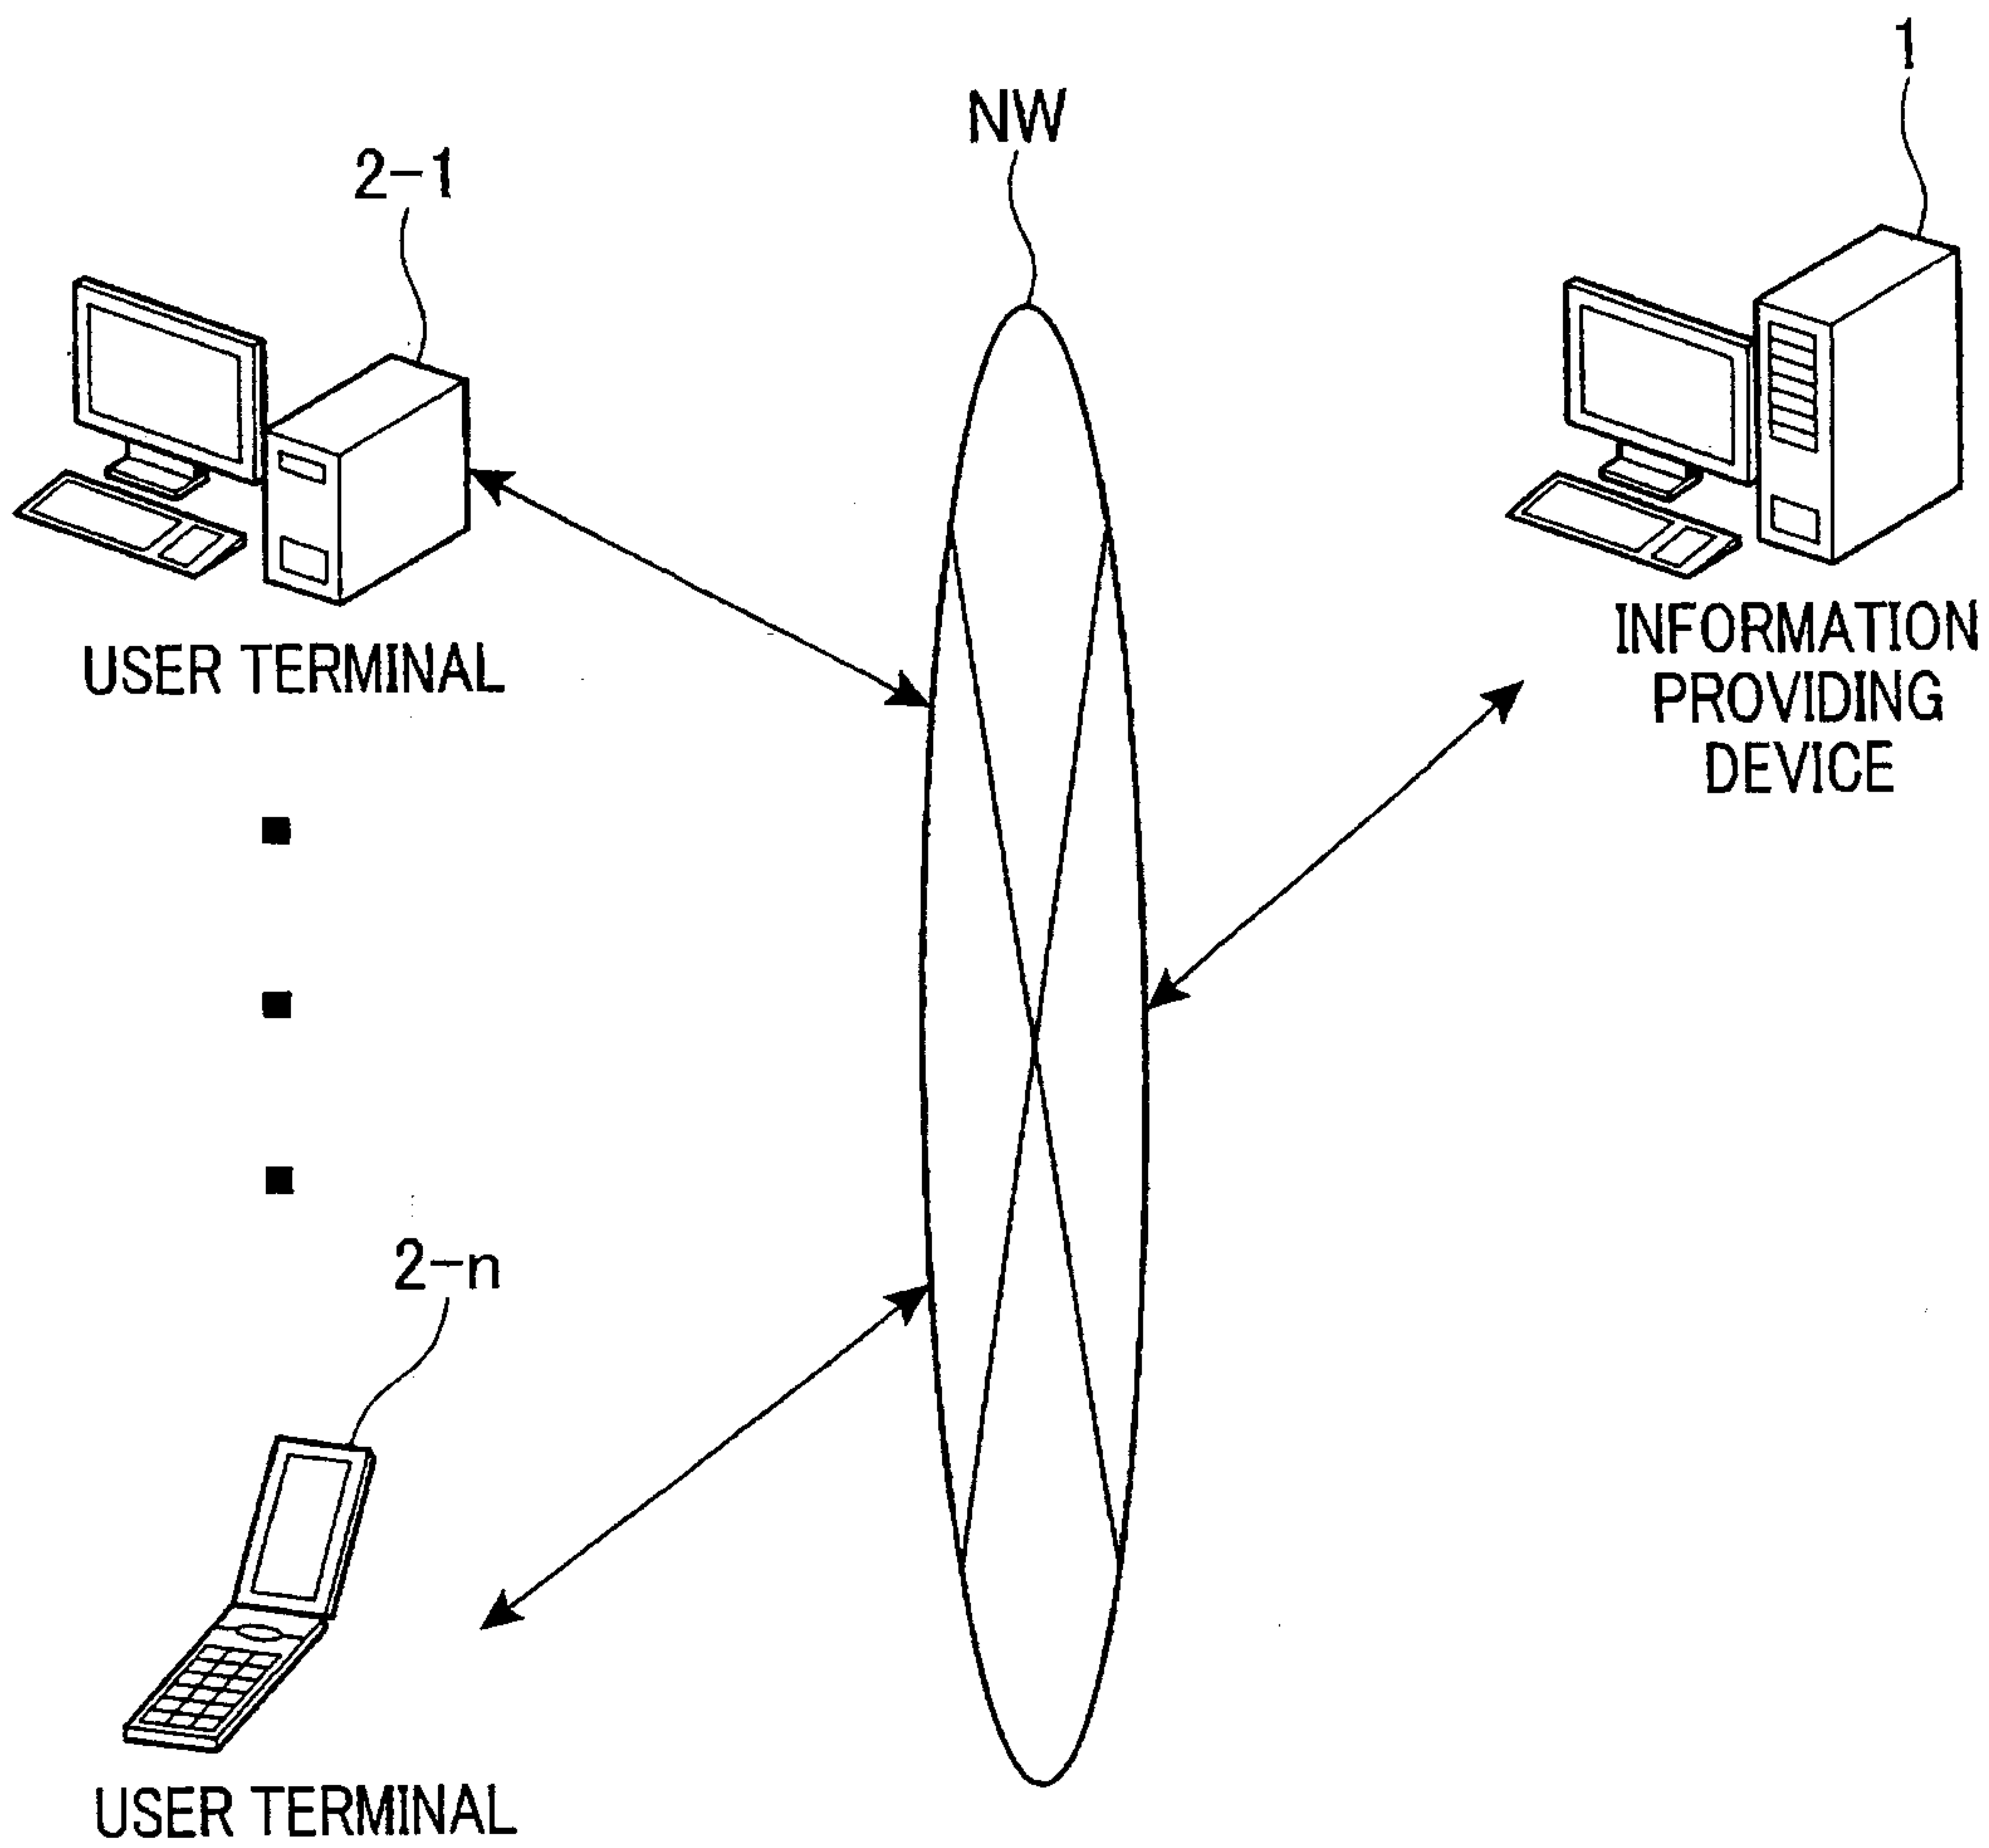 1
NW
2-1
USER TERMINAL
INFORMATION
PROVIDING
DEVICE
2-n
USER TERMINAL